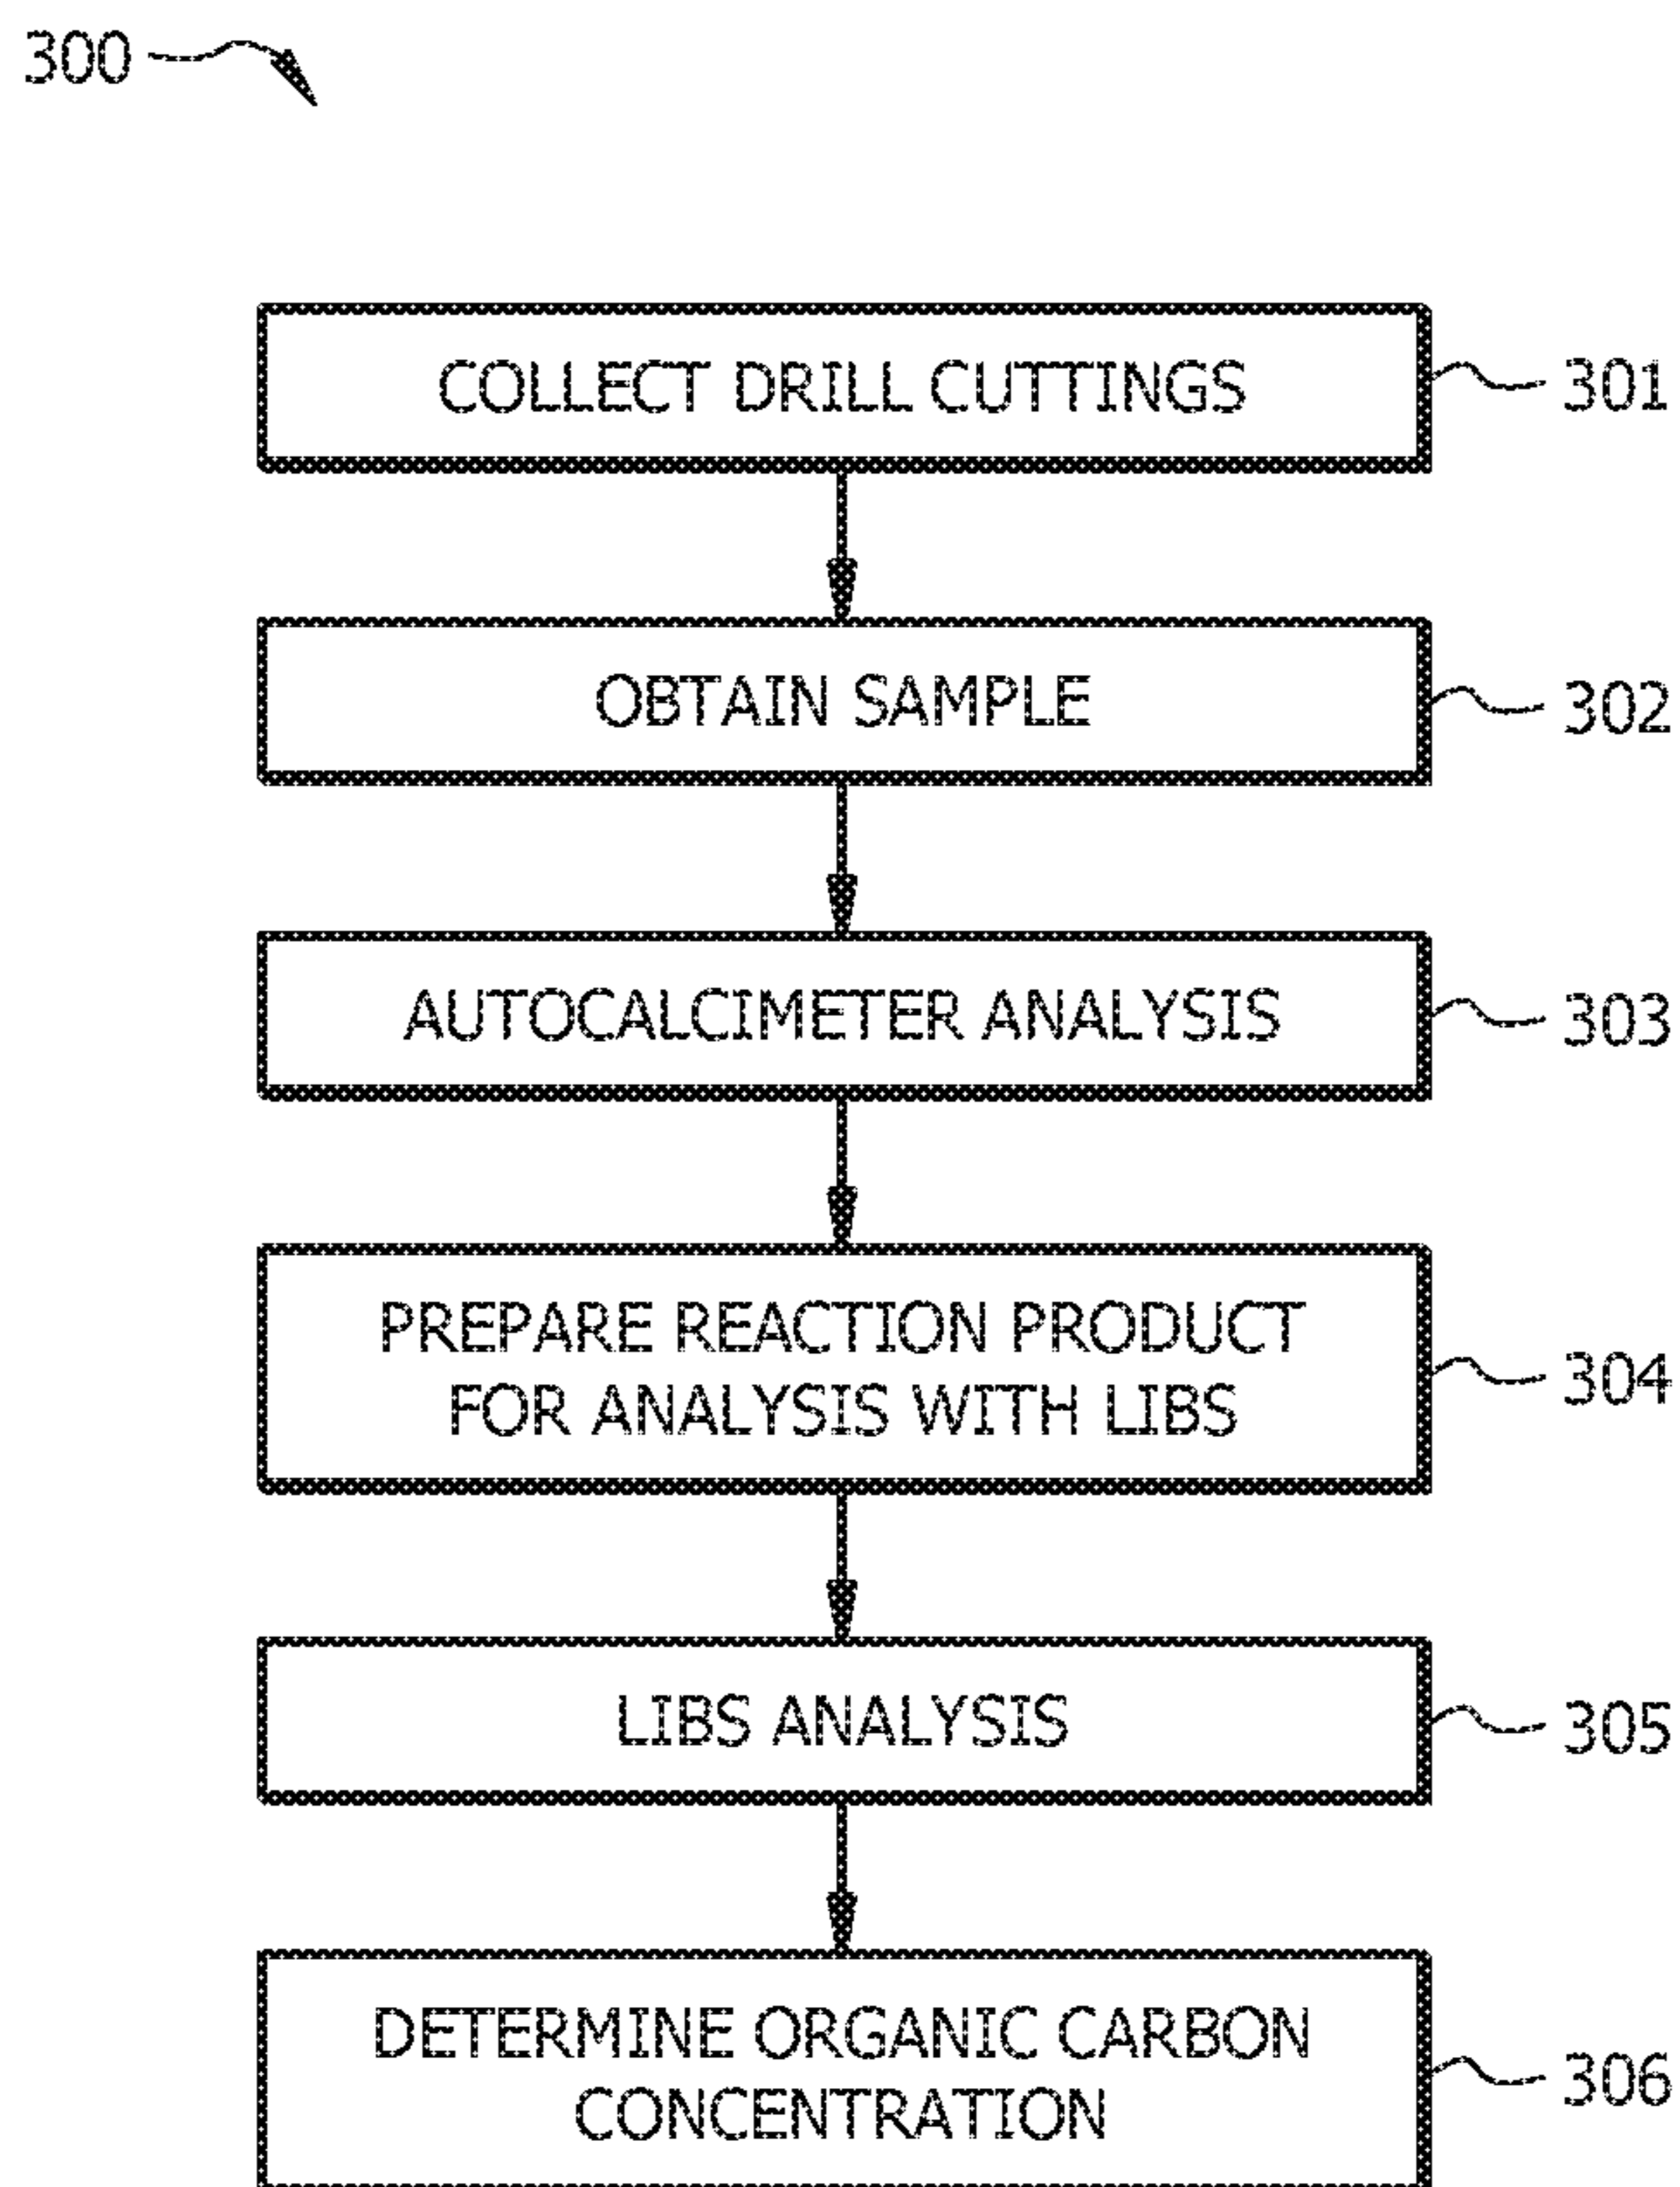 300
COLLECT DRILL CUTTINGS
301
OBTAIN SAMPLE
302
AUTOCALCIMETER ANALYSIS
303
PREPARE REACTION PRODUCT
FOR ANALYSIS WITH LIBS
304
LIBS ANALYSIS
305
DETERMINE ORGANIC CARBON
CONCENTRATION
306